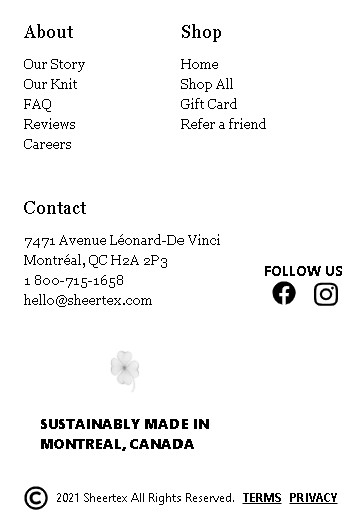 About
Our Story
Our Knit
FAQ
Reviews
Careers
Shop
Home
Shop All
Gift Card
Refer a friend
Contact
7471 Avenue Léonard-De Vinci
Montréal, QC H2A 2P3
1 800-715-1658
hello@sheertex.com
FOLLOW US
SUSTAINABLY MADE IN
MONTREAL, CANADA
© 2021 Sheertex All Rights Reserved. TERMS PRIVACY